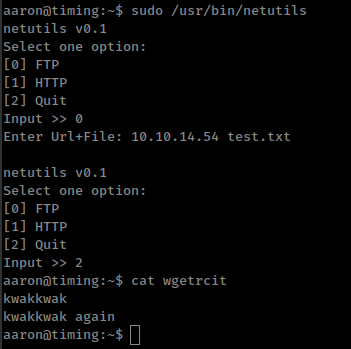 aaron@timing:~$ sudo /usr/bin/netutils
netutils v0.1
Select one option:
[0] FTP
[1] HTTP
[2] Quit
Input >> 0
Enter Url+File: 10.10.14.54 test.txt
netutils v0.1
Select one option:
[0] FTP
[1] HTTP
[2] Quit
Input >> 2
aaron@timing:~$ cat wgetrcit
kwakkwak
kwakkwak again
aaron@timing:~$